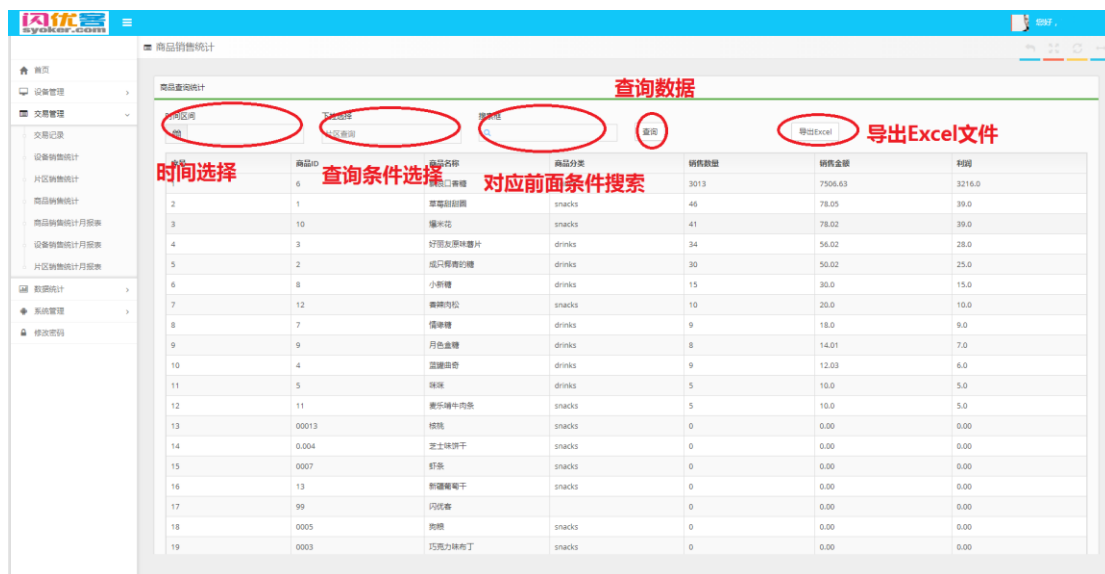 闪优客
syoker.com
您好，
商品销售统计
首页
设备管理
交易管理
交易记录
设备销售统计
片区销售统计
商品销售统计
商品销售统计月报表
设备销售统计月报表
片区销售统计月报表
数据统计
系统管理
修改密码
商品查询统计
查询数据
时间区间 下拉选择 搜索框
片区查询 查询 导出Excel 导出Excel文件
时间选择 查询条件选择 对应前面条件搜索
序号 商品ID 商品名称 商品分类 销售数量 销售金额 利润
6 口香糖 3013 7506.63 3216.0
2 1 草莓甜甜圈 snacks 46 78.05 39.0
3 10 爆米花 snacks 41 78.02 39.0
4 3 好丽友原味薯片 drinks 34 56.02 28.0
5 2 drinks 30 50.02 25.0
6 8 小新糖 drinks 15 30.0 15.0
7 12 香辣肉松 snacks 10 20.0 10.0
8 7 drinks 9 18.0 9.0
9 9 月色盒糖 drinks 8 14.01 7.0
10 4 蓝罐曲奇 drinks 9 12.03 6.0
11 5 咪咪 drinks 5 10.0 5.0
12 11 麦乐哺牛肉条 snacks 5 10.0 5.0
13 00013 核桃 snacks 0 0.00 0.00
14 0.004 芝士味饼干 snacks 0 0.00 0.00
15 0007 虾条 snacks 0 0.00 0.00
16 13 新疆葡萄干 snacks 0 0.00 0.00
17 99 闪优客 0 0.00 0.00
18 0005 狗粮 snacks 0 0.00 0.00
19 0003 巧克力味布丁 snacks 0 0.00 0.00